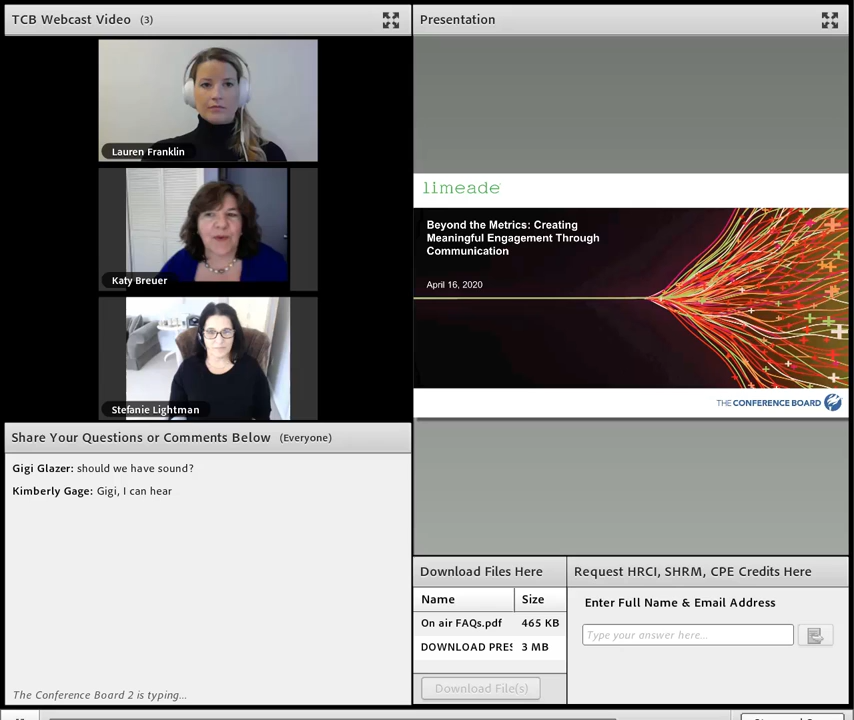 TCB Webcast Video (3)
Lauren Franklin
Katy Breuer
Stefanie Lightman
Share Your Questions or Comments Below (Everyone)
Gigi Glazer: should we have sound?
Kimberly Gage: Gigi, I can hear
The Conference Board 2 is typing...
Presentation
limeade
Beyond the Metrics: Creating
Meaningful Engagement Through
Communication
April 16, 2020
THE CONFERENCE BOARD
Download Files Here
Name Size
On air FAQs.pdf 465 KB
DOWNLOAD PRES 3 MB
Download File(s)
Request HRCI, SHRM, CPE Credits Here
Enter Full Name & Email Address
Type your answer here...